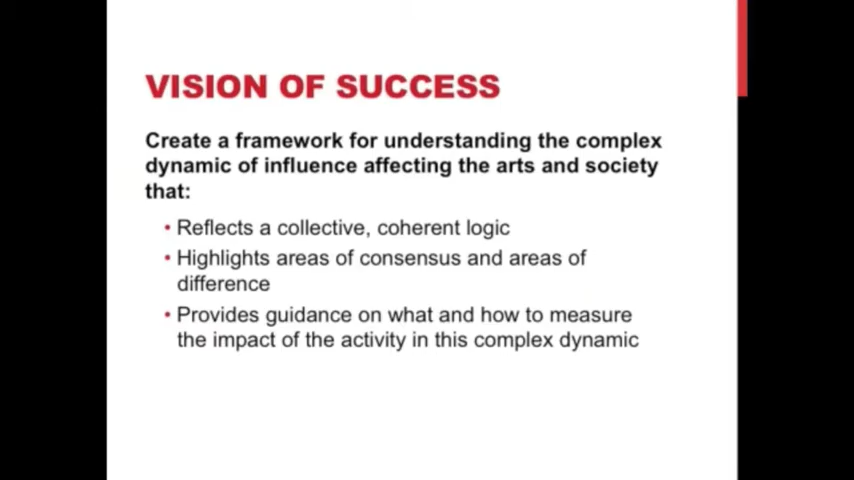 VISION OF SUCCESS
Create a framework for understanding the complex
dynamic of influence affecting the arts and society
that:
• Reflects a collective, coherent logic
• Highlights areas of consensus and areas of
difference
• Provides guidance on what and how to measure
the impact of the activity in this complex dynamic